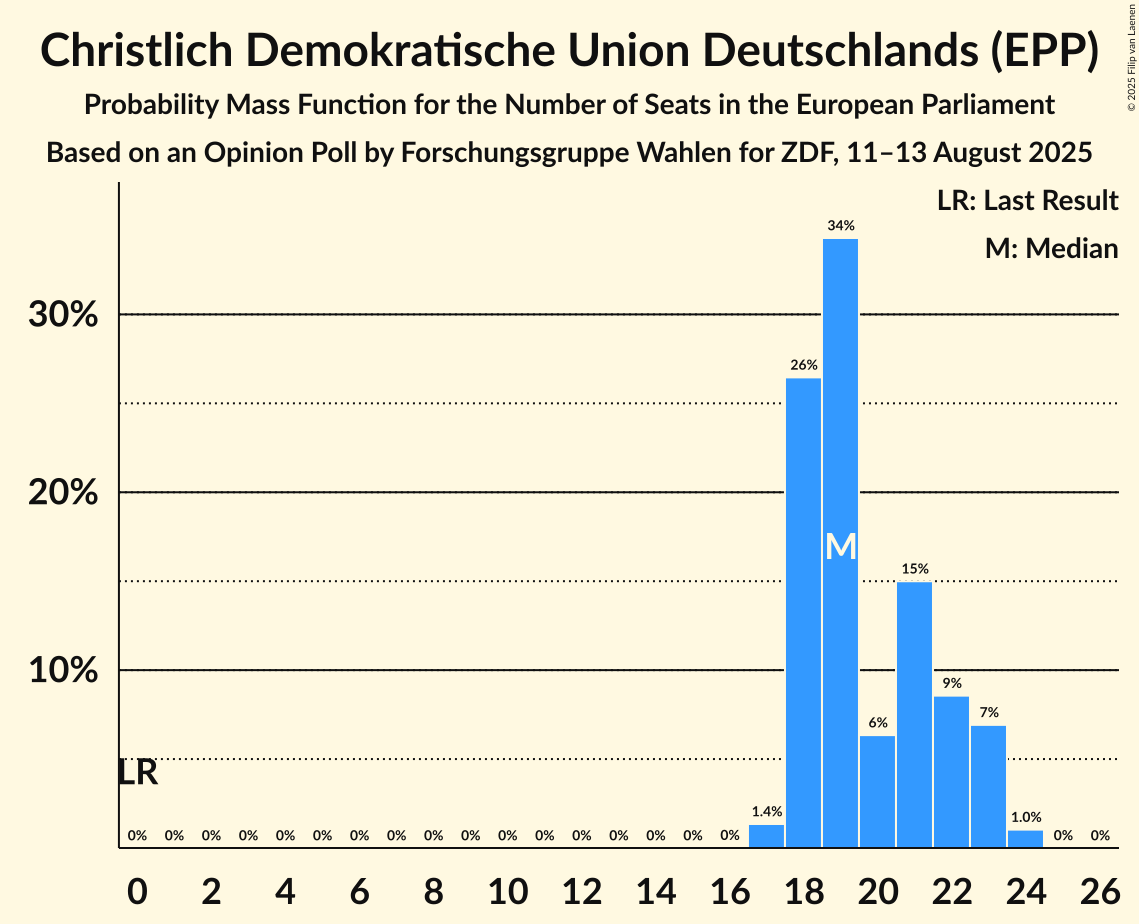 Christlich Demokratische Union Deutschlands (EPP)
Probability Mass Function for the Number of Seats in the European Parliament
Based on an Opinion Poll by Forschungsgruppe Wahlen for ZDF, 11–13 August 2025
© 2025 Filip van Laenen
LR: Last Result
M: Median
34%
30%
26%
20%
M
15%
10%
9%
7%
6%
LR
1.4%
1.0%
0% 0% 0% 0% 0% 0% 0% 0% 0% 0% 0% 0% 0% 0% 0% 0% 0% 0% 0%
0 2 4 6 8 10 12 14 16 18 20 22 24 26